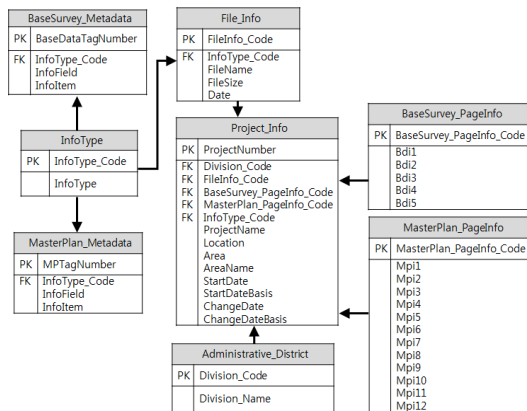 BaseSurvey_Metadata
PK BaseDataTagNumber
FK InfoType_Code
InfoField
InfoItem
File_Info
PK FileInfo_Code
FK InfoType_Code
FileName
FileSize
Date
InfoType
PK InfoType_Code
InfoType
Project_Info
PK ProjectNumber
FK Division_Code
FK FileInfo_Code
FK BaseSurvey_PageInfo_Code
FK MasterPlan_PageInfo_Code
FK InfoType_Code
ProjectName
Location
Area
AreaName
StartDate
StartDateBasis
ChangeDate
ChangeDateBasis
BaseSurvey_PageInfo
PK BaseSurvey_PageInfo_Code
Bdi1
Bdi2
Bdi3
Bdi4
Bdi5
MasterPlan_Metadata
PK MPTagNumber
FK InfoType_Code
InfoField
InfoItem
MasterPlan_PageInfo
PK MasterPlan_PageInfo_Code
Mpi1
Mpi2
Mpi3
Mpi4
Mpi5
Mpi6
Mpi7
Mpi8
Mpi9
Mpi10
Mpi11
Mpi12
Administrative_District
PK Division_Code
Division_Name